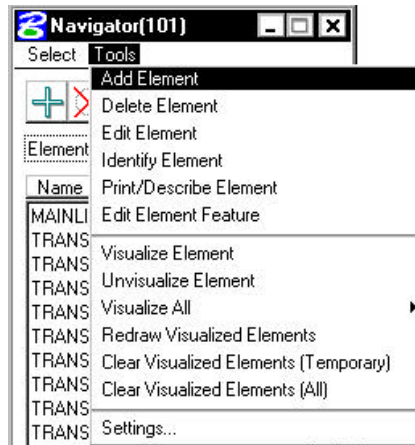 Navigator(101)
Select Tools
Add Element
Delete Element
Edit Element
Element
Identify Element
Name
Print/Describe Element
MAINLI
Edit Element Feature
TRANS
TRANS
Visualize Element
TRANS
Unvisualize Element
TRANS
Visualize All
TRANS
Redraw Visualized Elements
TRANS
Clear Visualized Elements (Temporary)
TRANS
Clear Visualized Elements (All)
TRANS
TRANS
Settings...